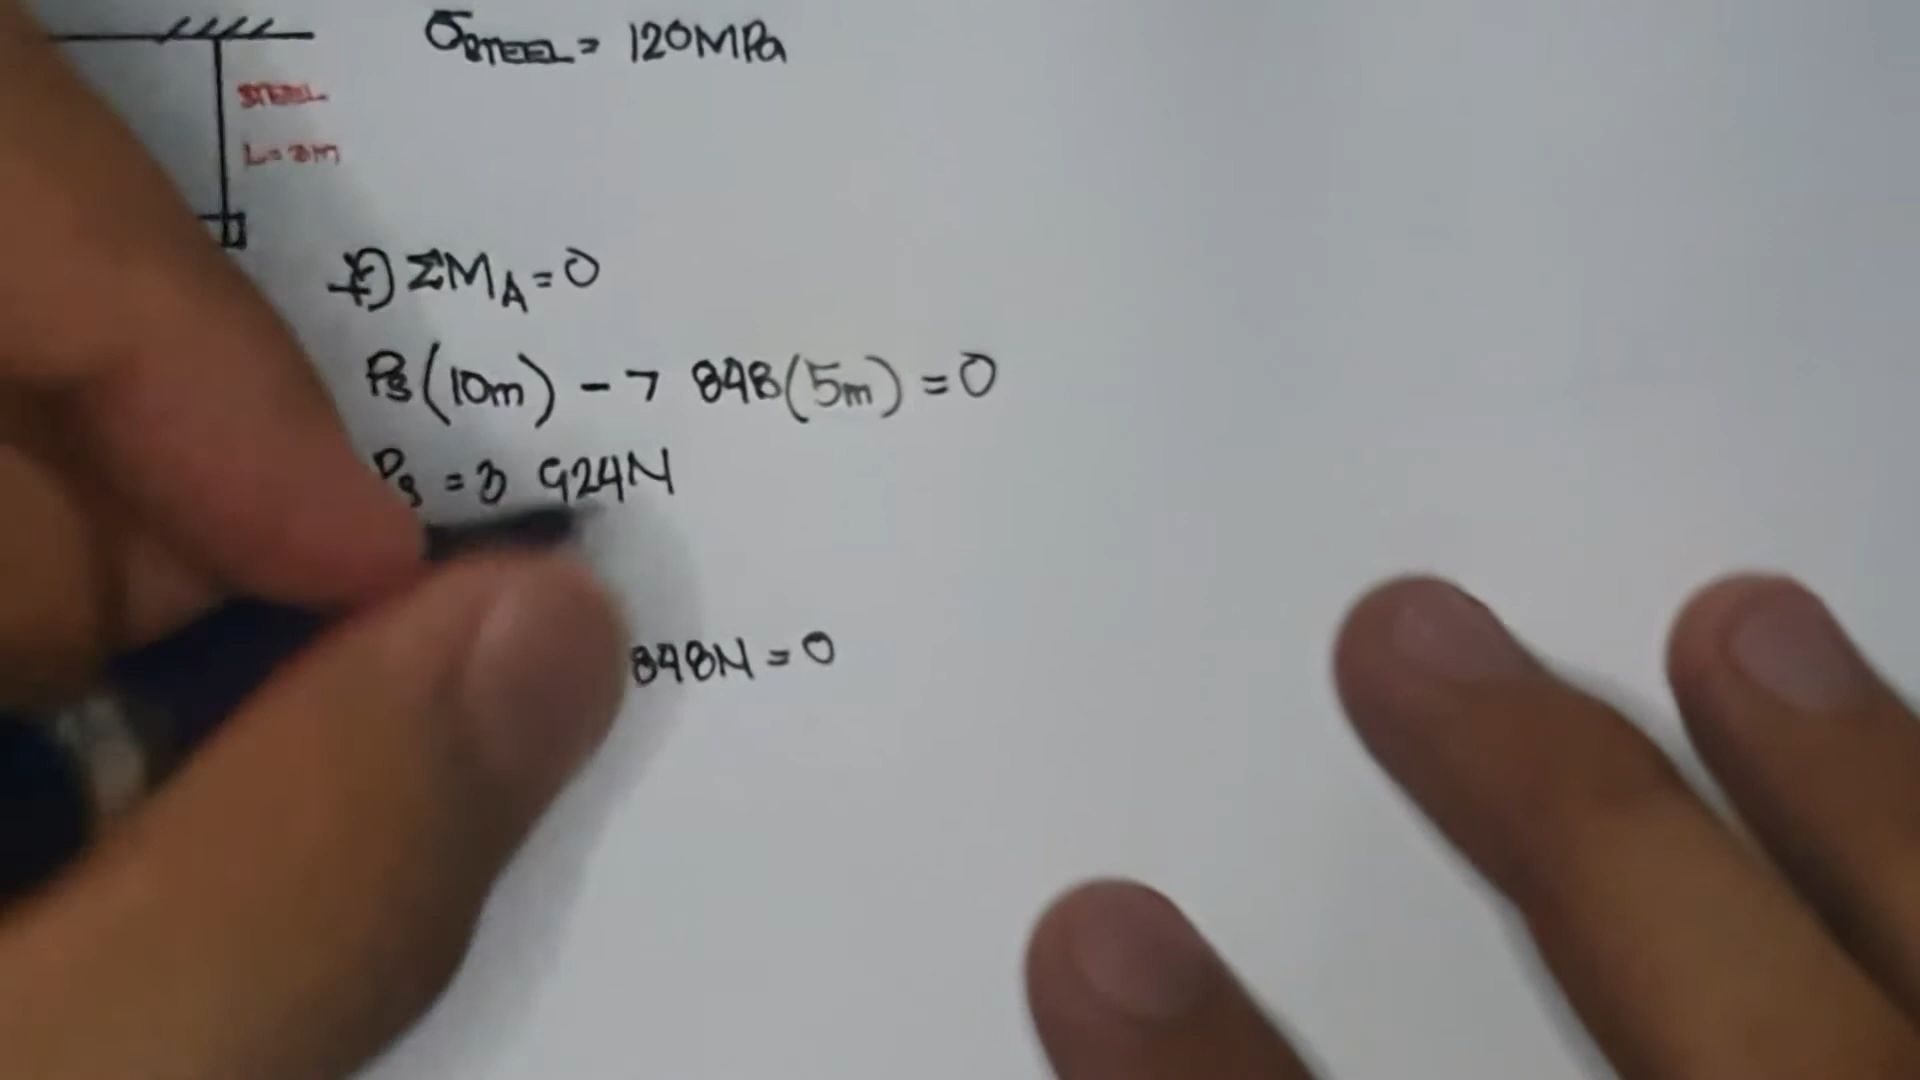 σSTEEL = 120MPa
STEEL
L=3m
+) ΣMA = 0
Ps(10m) - 7 848(5m) = 0
Ps = 3 924N
848N = 0